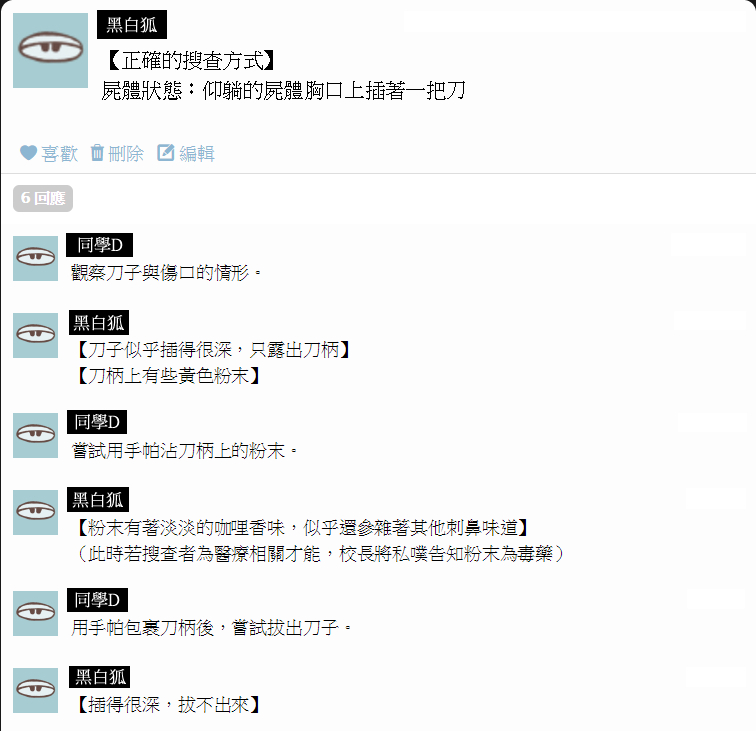 黑白狐
【正確的搜查方式】
屍體狀態：仰躺的屍體胸口上插著一把刀
喜歡 刪除 編輯
6 回應
同學D
觀察刀子與傷口的情形。
黑白狐
【刀子似乎插得很深，只露出刀柄】
【刀柄上有些黃色粉末】
同學D
嘗試用手帕沾刀柄上的粉末。
黑白狐
【粉末有著淡淡的咖哩香味，似乎還參雜著其他刺鼻味道】
（此時若搜查者為醫療相關才能，校長將私噗告知粉末為毒藥）
同學D
用手帕包裹刀柄後，嘗試拔出刀子。
黑白狐
【插得很深，拔不出來】